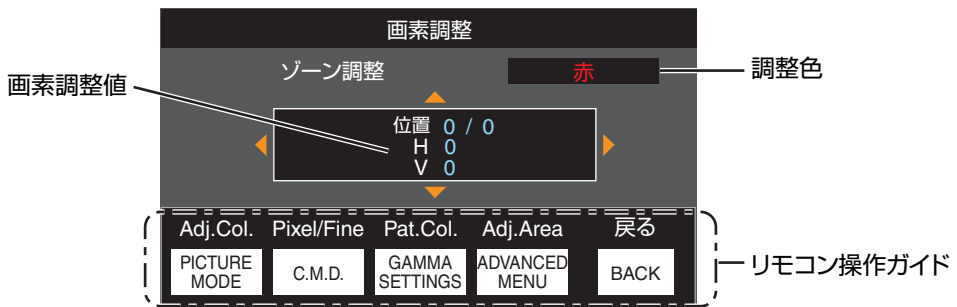 画素調整
ゾーン調整 赤
調整色
画素調整値
位置 0 / 0
H 0
V 0
Adj.Col. Pixel/Fine Pat.Col. Adj.Area 戻る
PICTURE MODE C.M.D. GAMMA SETTINGS ADVANCED MENU BACK
リモコン操作ガイド